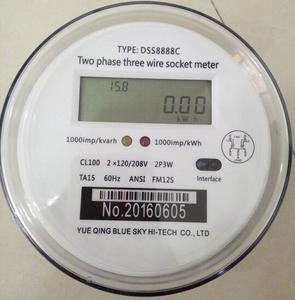 TYPE: DSS8888C
Two phase three wire socket meter
15.8
0.00 kWh
1000imp/kvarh 1000imp/kWh
CL100 2×120/208V 2P3W
TA15 60Hz ANSI FM12S Interface
No.20160605
YUE QING BLUE SKY HI-TECH CO., LTD